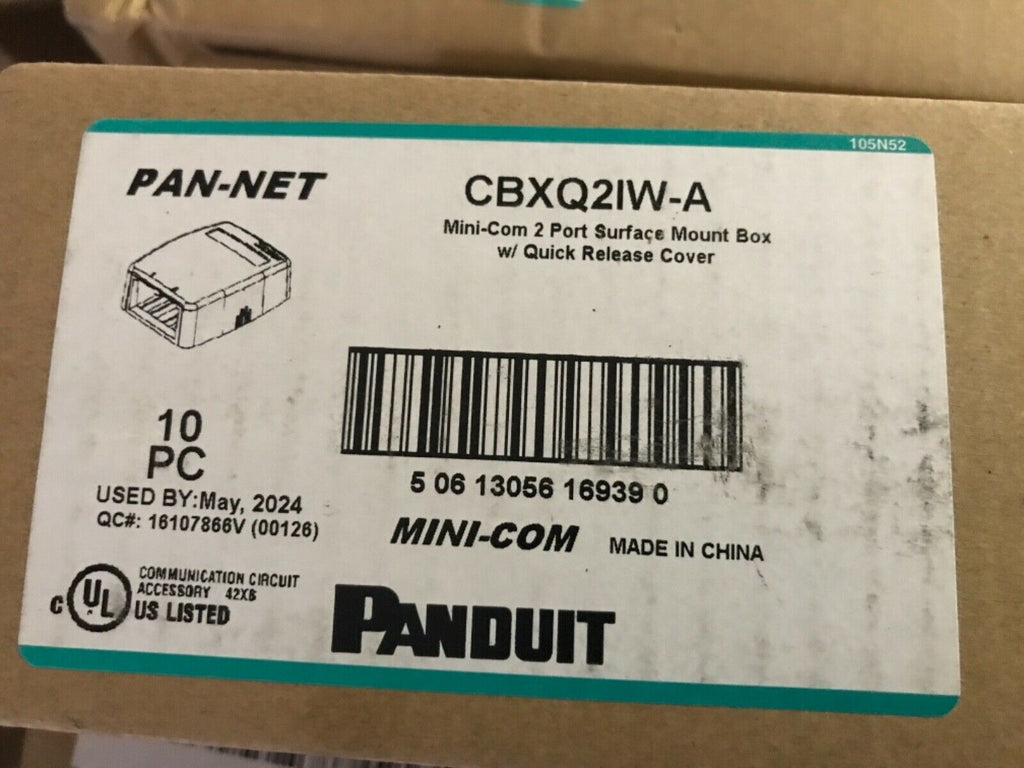 105N52
PAN-NET
CBXQ2IW-A
Mini-Com 2 Port Surface Mount Box
w/ Quick Release Cover
10
PC
5 06 13056 16939 0
USED BY:May, 2024
QC#: 16107866V (00126)
MINI-COM
MADE IN CHINA
COMMUNICATION CIRCUIT
ACCESSORY 42X8
C UL US LISTED
PANDUIT